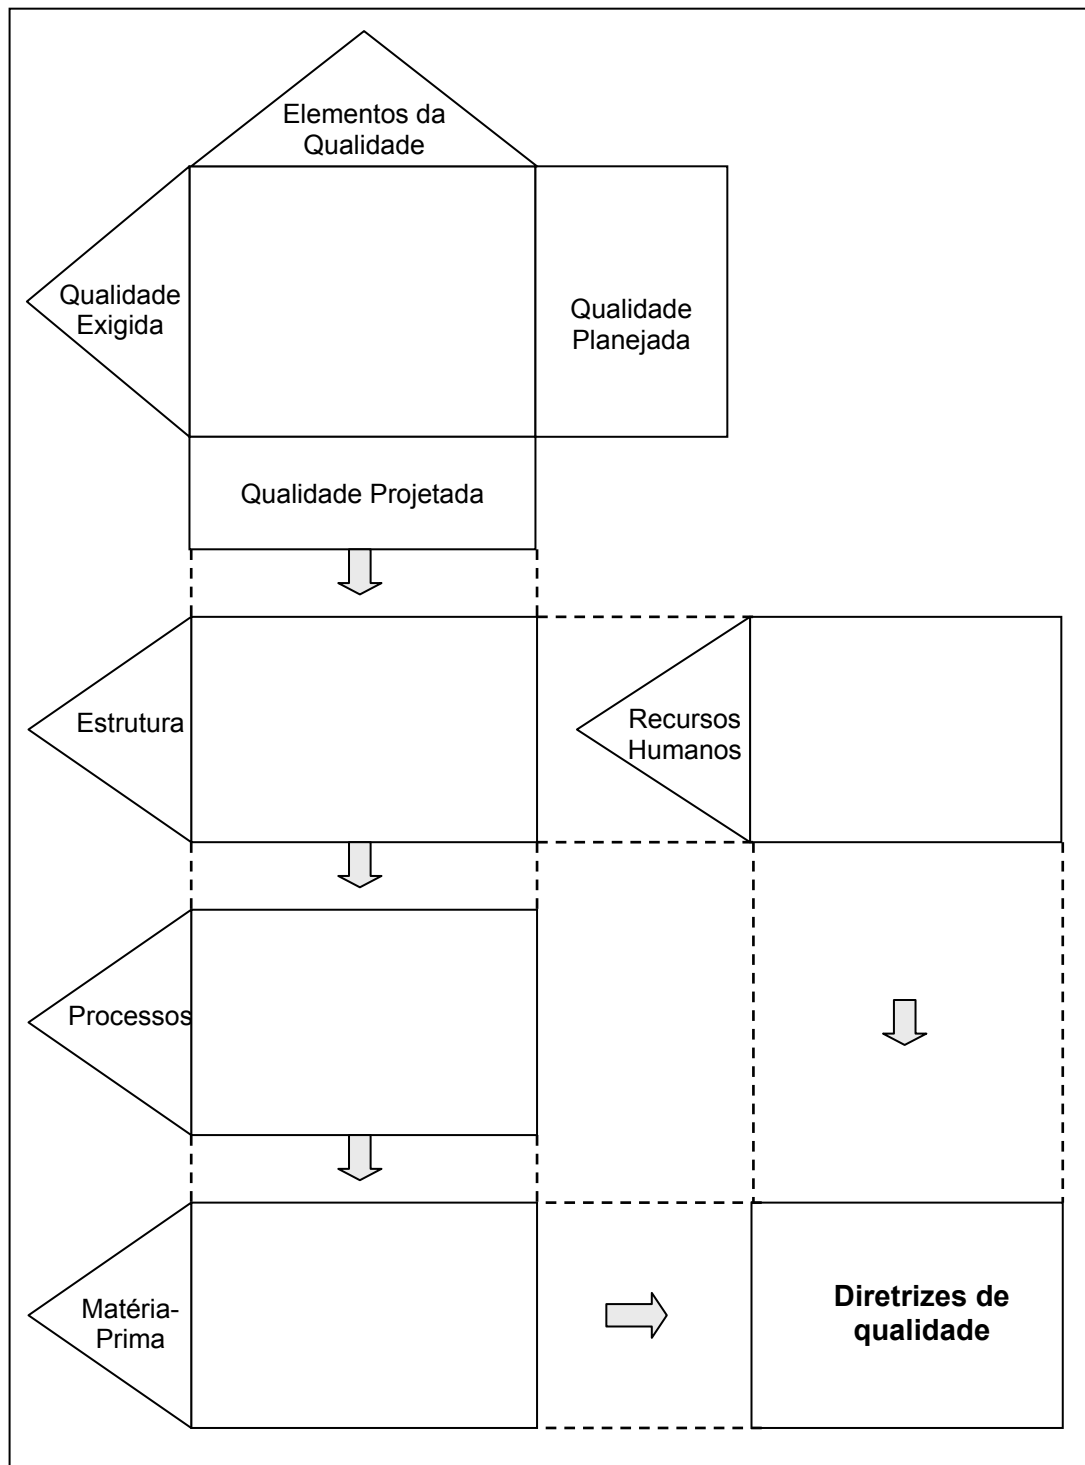 Elementos da
Qualidade
Qualidade
Exigida
Qualidade
Planejada
Qualidade Projetada
Estrutura
Recursos
Humanos
Processos
Matéria-
Prima
Diretrizes de
qualidade